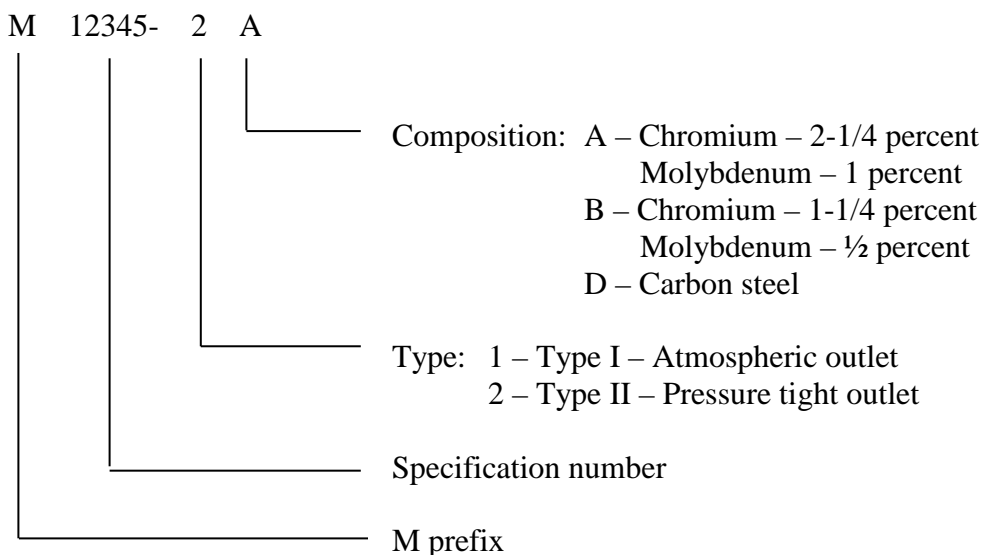 M 12345- 2 A
Composition: A – Chromium – 2-1/4 percent
Molybdenum – 1 percent
B – Chromium – 1-1/4 percent
Molybdenum – ½ percent
D – Carbon steel
Type: 1 – Type I – Atmospheric outlet
2 – Type II – Pressure tight outlet
Specification number
M prefix